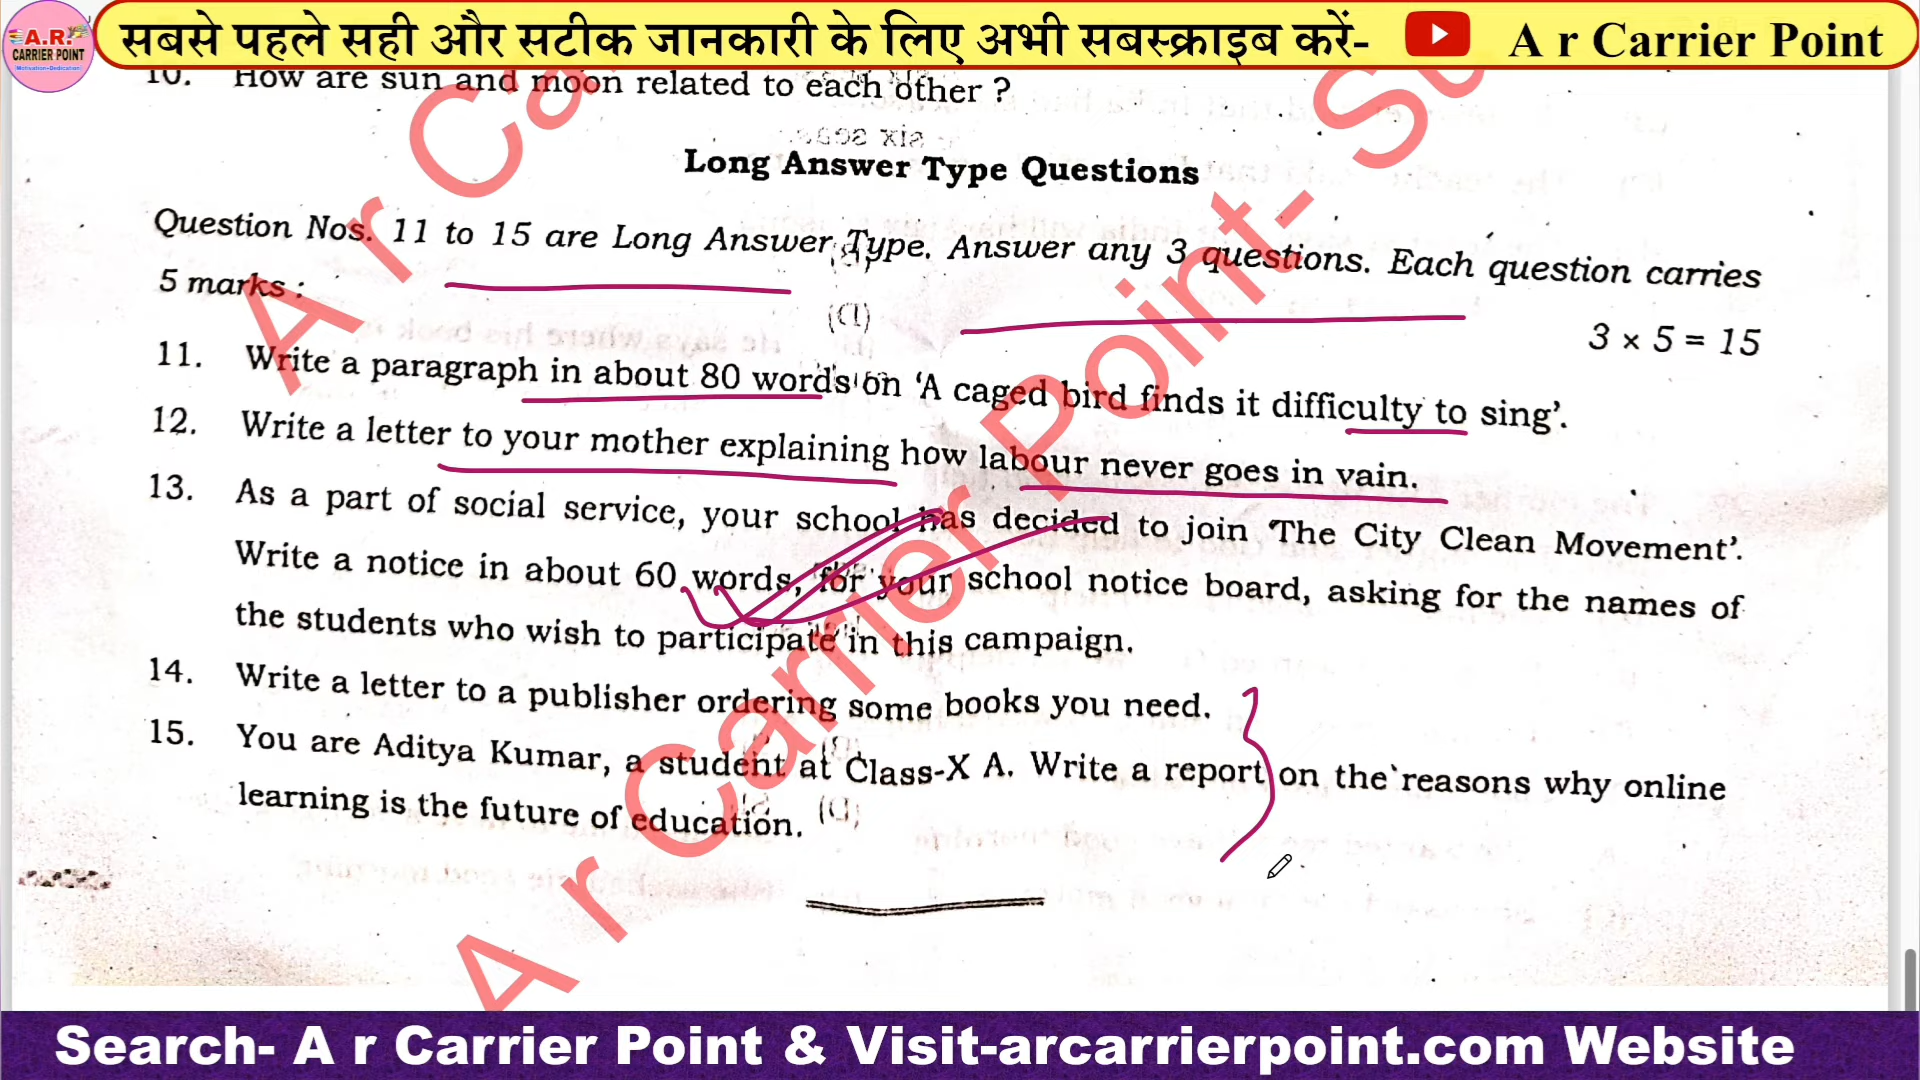 सबसे पहले सही और सटीक जानकारी के लिए अभी सबस्क्राइब करें- A r Carrier Point
A.R.
CARRIER POINT
10. How are sun and moon related to each other ?
Long Answer Type Questions
Question Nos. 11 to 15 are Long Answer Type. Answer any 3 questions. Each question carries
5 marks :
3 × 5 = 15
11. Write a paragraph in about 80 words on ‘A caged bird finds it difficulty to sing’.
12. Write a letter to your mother explaining how labour never goes in vain.
13. As a part of social service, your school has decided to join ‘The City Clean Movement’.
Write a notice in about 60 words, for your school notice board, asking for the names of
the students who wish to participate in this campaign.
14. Write a letter to a publisher ordering some books you need.
15. You are Aditya Kumar, a student at Class-X A. Write a report on the reasons why online
learning is the future of education.
A r Carrier Point- Su
A r Ca
Search- A r Carrier Point & Visit-arcarrierpoint.com Website